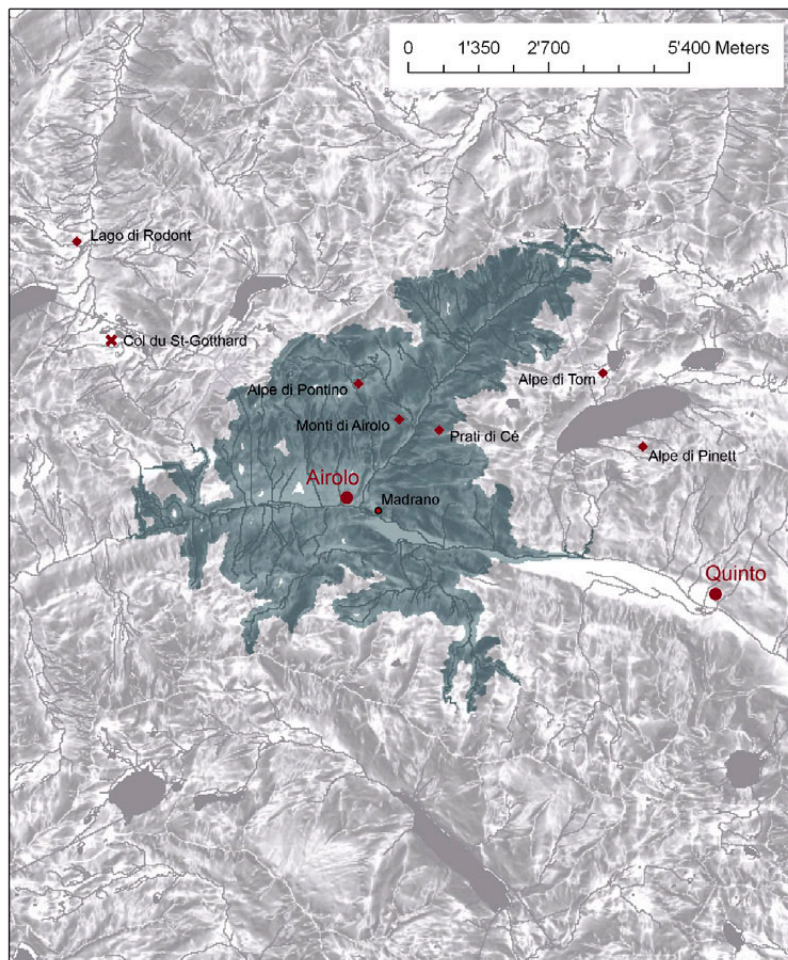 0 1'350 2'700 5'400 Meters
Lago di Rodont
Col du St-Gotthard
Alpe di Pontino
Alpe di Torn
Monti di Airolo
Prati di Cé
Alpe di Pinett
Airolo
Madrano
Quinto